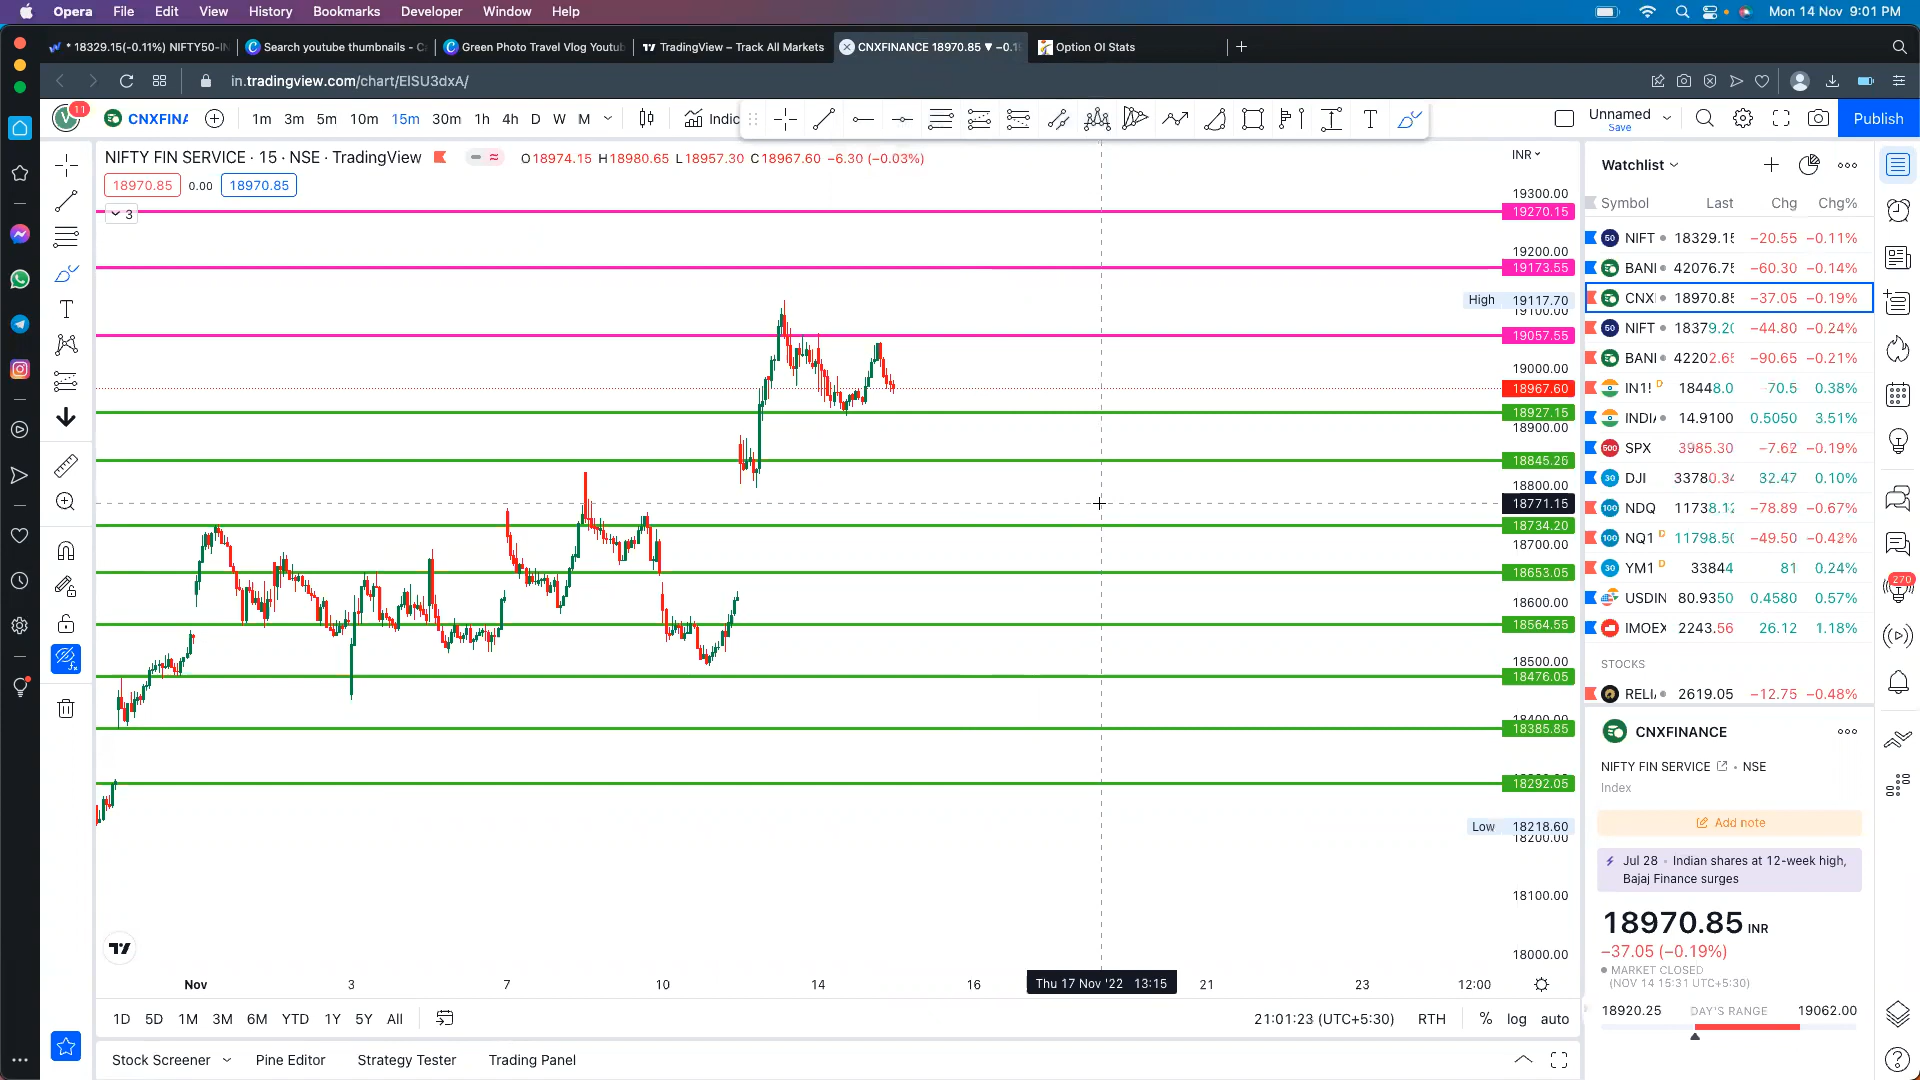 Opera File Edit View History Bookmarks Developer Window Help Mon 14 Nov 9:01 PM
* 18329.15(-0.11%) NIFTY50-IN Search youtube thumbnails - C Green Photo Travel Vlog Youtub TradingView – Track All Markets CNXFINANCE 18970.85 ▼ −0.1 Option OI Stats
in.tradingview.com/chart/EISU3dxA/
11 CNXFINA 1m 3m 5m 10m 15m 30m 1h 4h D W M Indic T Unnamed Publish
Save
NIFTY FIN SERVICE · 15 · NSE · TradingView O18974.15 H18980.65 L18957.30 C18967.60 −6.30 (−0.03%)
18970.85 0.00 18970.85
3
INR
19300.00
19270.15
19200.00
19173.55
High 19117.70
19100.00
19057.55
19000.00
18967.60
18927.15
18900.00
18845.26
18800.00
18771.15
18734.20
18700.00
18653.05
18600.00
18564.55
18500.00
18476.05
18400.00
18385.85
18292.05
Low 18218.60
18200.00
18100.00
18000.00
Nov 3 7 10 14 16 Thu 17 Nov '22 13:15 21 23 12:00
1D 5D 1M 3M 6M YTD 1Y 5Y All 21:01:23 (UTC+5:30) RTH % log auto
Stock Screener Pine Editor Strategy Tester Trading Panel
Watchlist
Symbol Last Chg Chg%
50 NIFT 18329.15 −20.55 −0.11%
BANI 42076.75 −60.30 −0.14%
CNX 18970.85 −37.05 −0.19%
50 NIFT 18379.20 −44.80 −0.24%
BANI 42202.65 −90.65 −0.21%
IN1! D 18448.0 −70.5 0.38%
INDI 14.9100 0.5050 3.51%
500 SPX 3985.30 −7.62 −0.19%
30 DJI 33780.34 32.47 0.10%
100 NDQ 11738.12 −78.89 −0.67%
100 NQ1 D 11798.50 −49.50 −0.42%
30 YM1 D 33844 81 0.24%
USDIN 80.9350 0.4580 0.57%
IMOEX 2243.56 26.12 1.18%
STOCKS
RELI 2619.05 −12.75 −0.48%
CNXFINANCE
NIFTY FIN SERVICE • NSE
Index
Add note
Jul 28 • Indian shares at 12-week high,
Bajaj Finance surges
18970.85 INR
−37.05 (−0.19%)
MARKET CLOSED
(NOV 14 15:31 UTC+5:30)
18920.25 DAY'S RANGE 19062.00
270